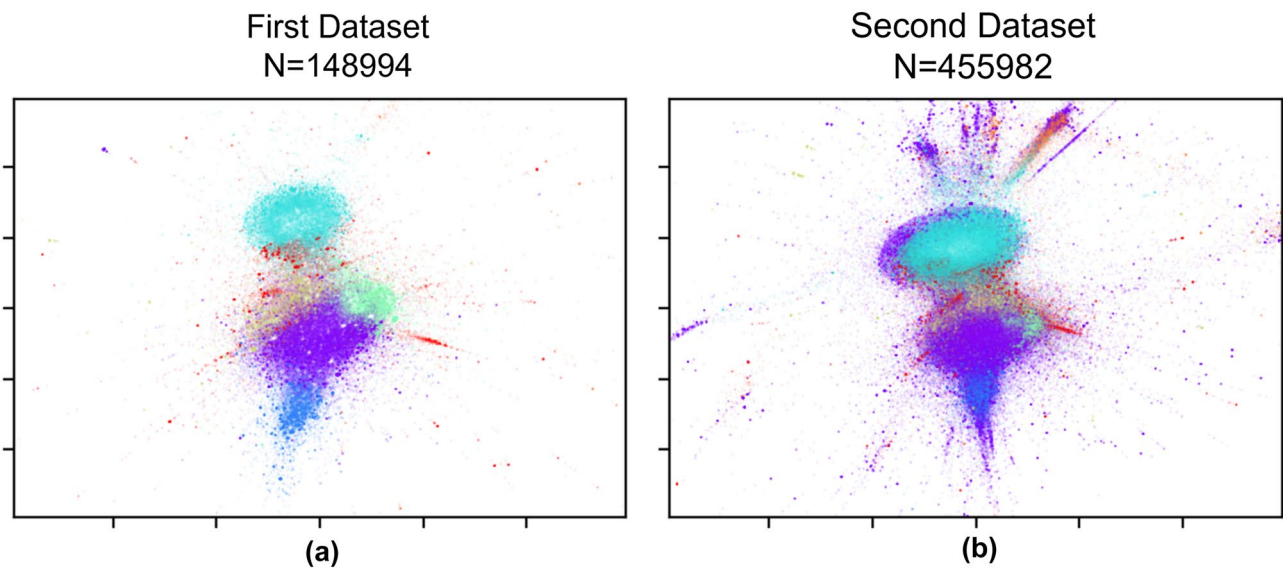 First Dataset
N=148994
Second Dataset
N=455982
(a)
(b)